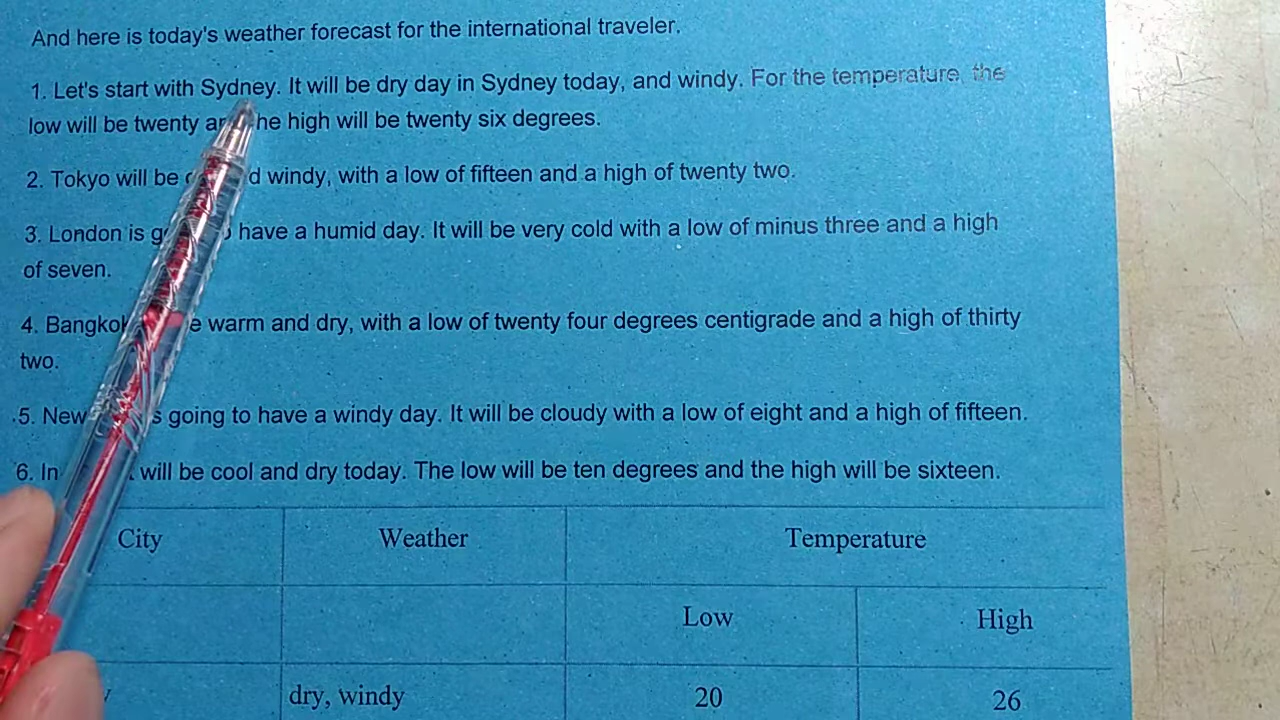 And here is today's weather forecast for the international traveler.
1. Let's start with Sydney. It will be dry day in Sydney today, and windy. For the temperature, the
low will be twenty he high will be twenty six degrees.
2. Tokyo will be d windy, with a low of fifteen and a high of twenty two.
3. London is have a humid day. It will be very cold with a low of minus three and a high
of seven.
4. Bangkok e warm and dry, with a low of twenty four degrees centigrade and a high of thirty
two.
5. New s going to have a windy day. It will be cloudy with a low of eight and a high of fifteen.
6. In will be cool and dry today. The low will be ten degrees and the high will be sixteen.
City Weather Temperature
Low High
dry, windy 20 26